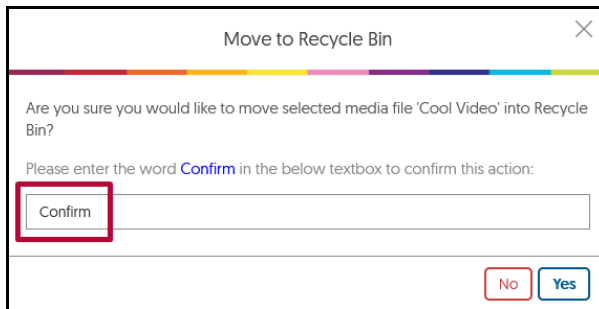 Move to Recycle Bin
Are you sure you would like to move selected media file 'Cool Video' into Recycle
Bin?
Please enter the word Confirm in the below textbox to confirm this action:
Confirm
No Yes